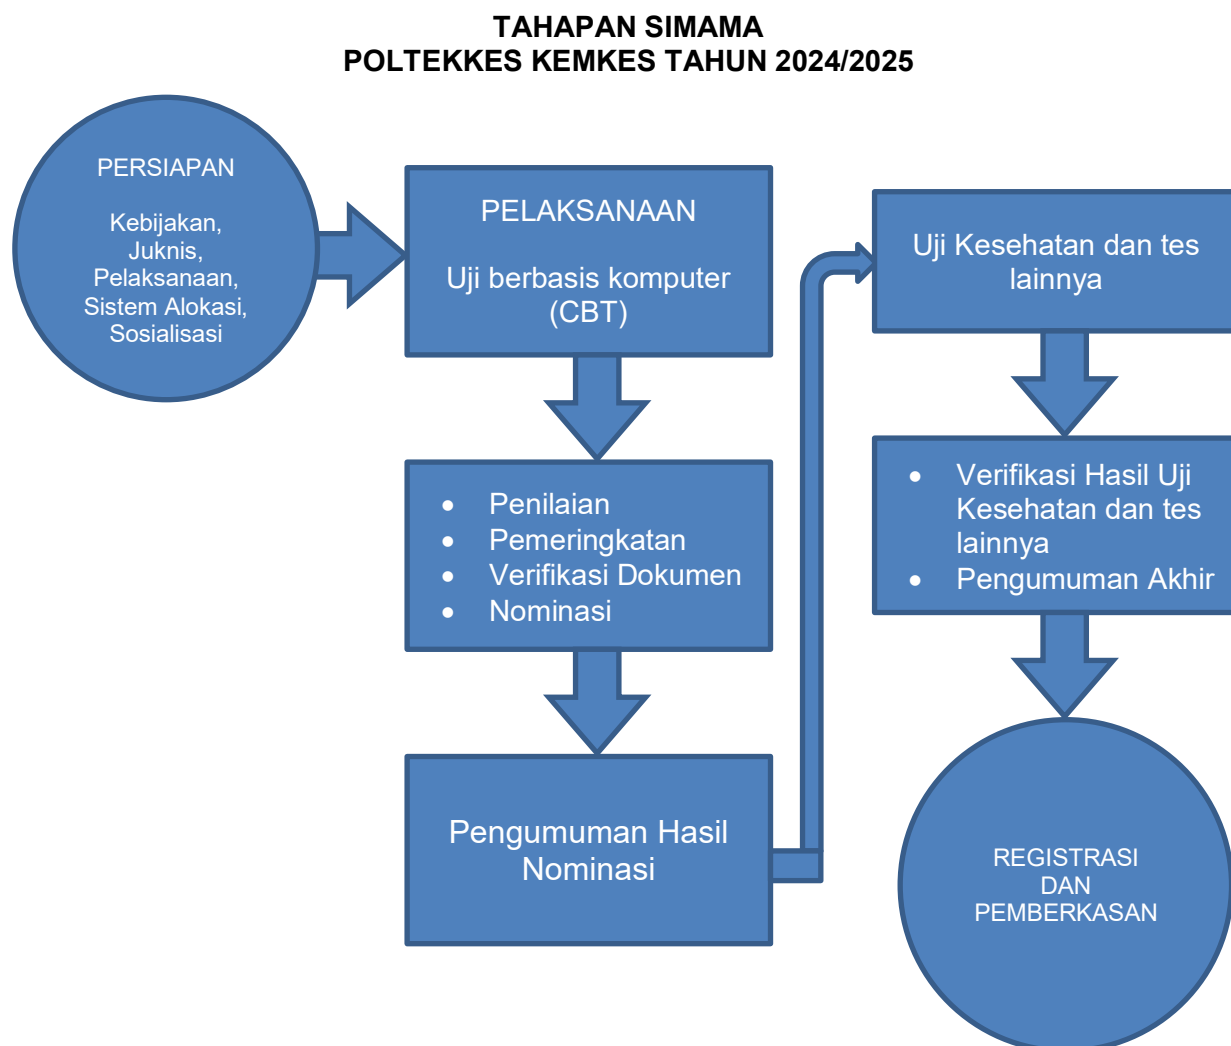 TAHAPAN SIMAMA
POLTEKKES KEMKES TAHUN 2024/2025
PERSIAPAN
Kebijakan,
Juknis,
Pelaksanaan,
Sistem Alokasi,
Sosialisasi
PELAKSANAAN
Uji berbasis komputer
(CBT)
• Penilaian
• Pemeringkatan
• Verifikasi Dokumen
• Nominasi
Pengumuman Hasil
Nominasi
Uji Kesehatan dan tes
lainnya
• Verifikasi Hasil Uji
Kesehatan dan tes
lainnya
• Pengumuman Akhir
REGISTRASI
DAN
PEMBERKASAN